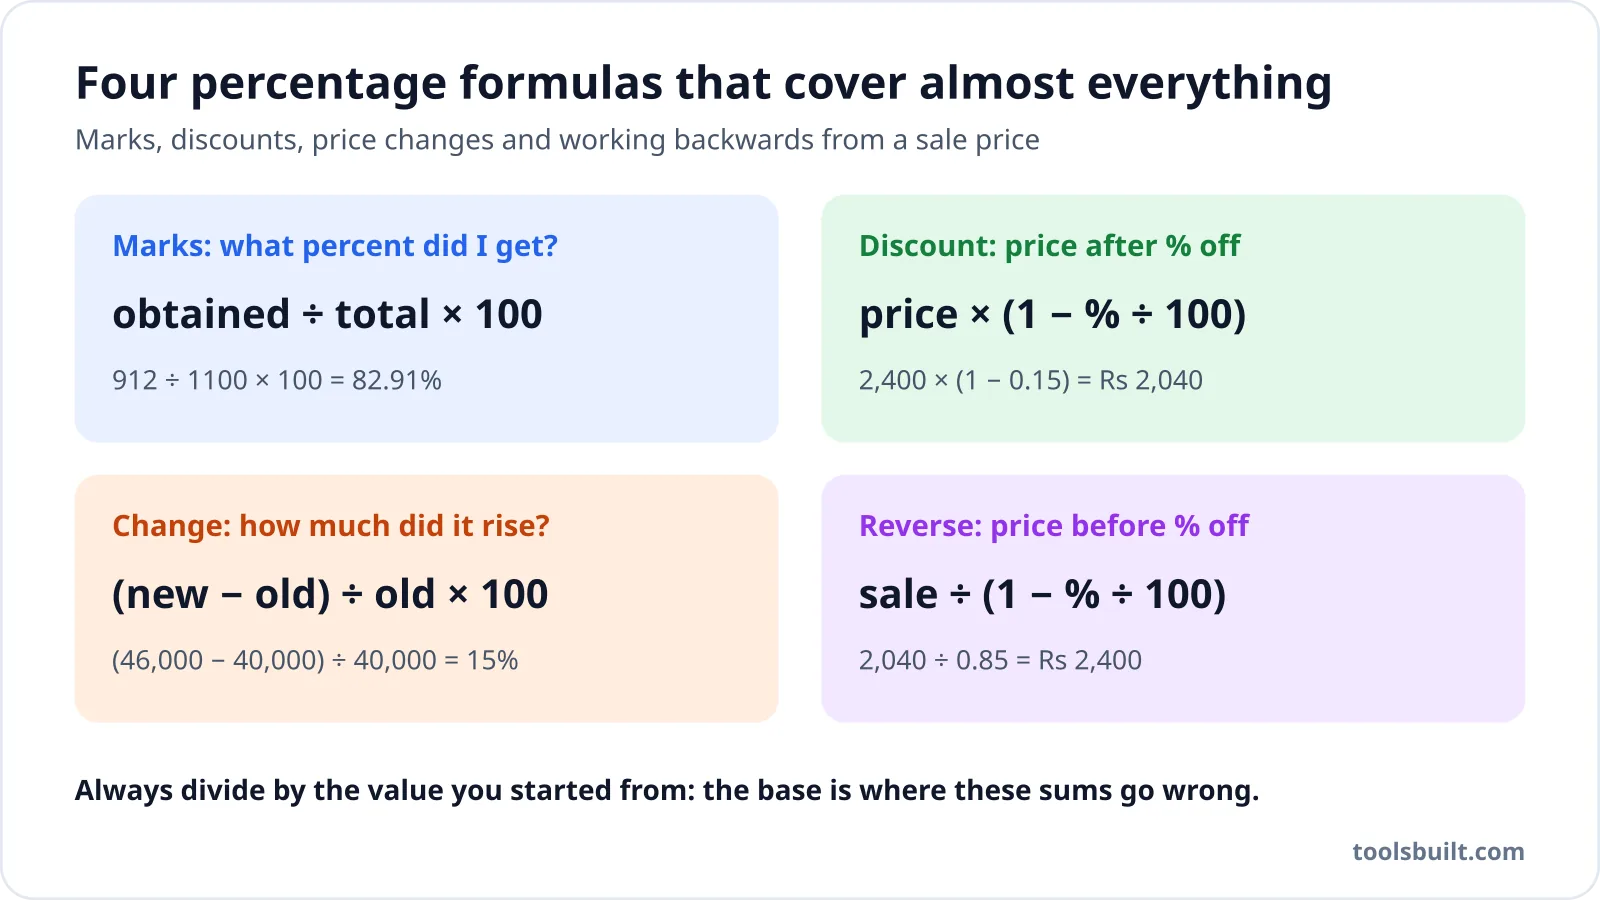 Four percentage formulas that cover almost everything
Marks, discounts, price changes and working backwards from a sale price
Marks: what percent did I get?
obtained ÷ total × 100
912 ÷ 1100 × 100 = 82.91%
Discount: price after % off
price × (1 − % ÷ 100)
2,400 × (1 − 0.15) = Rs 2,040
Change: how much did it rise?
(new − old) ÷ old × 100
(46,000 − 40,000) ÷ 40,000 = 15%
Reverse: price before % off
sale ÷ (1 − % ÷ 100)
2,040 ÷ 0.85 = Rs 2,400
Always divide by the value you started from: the base is where these sums go wrong.
toolsbuilt.com